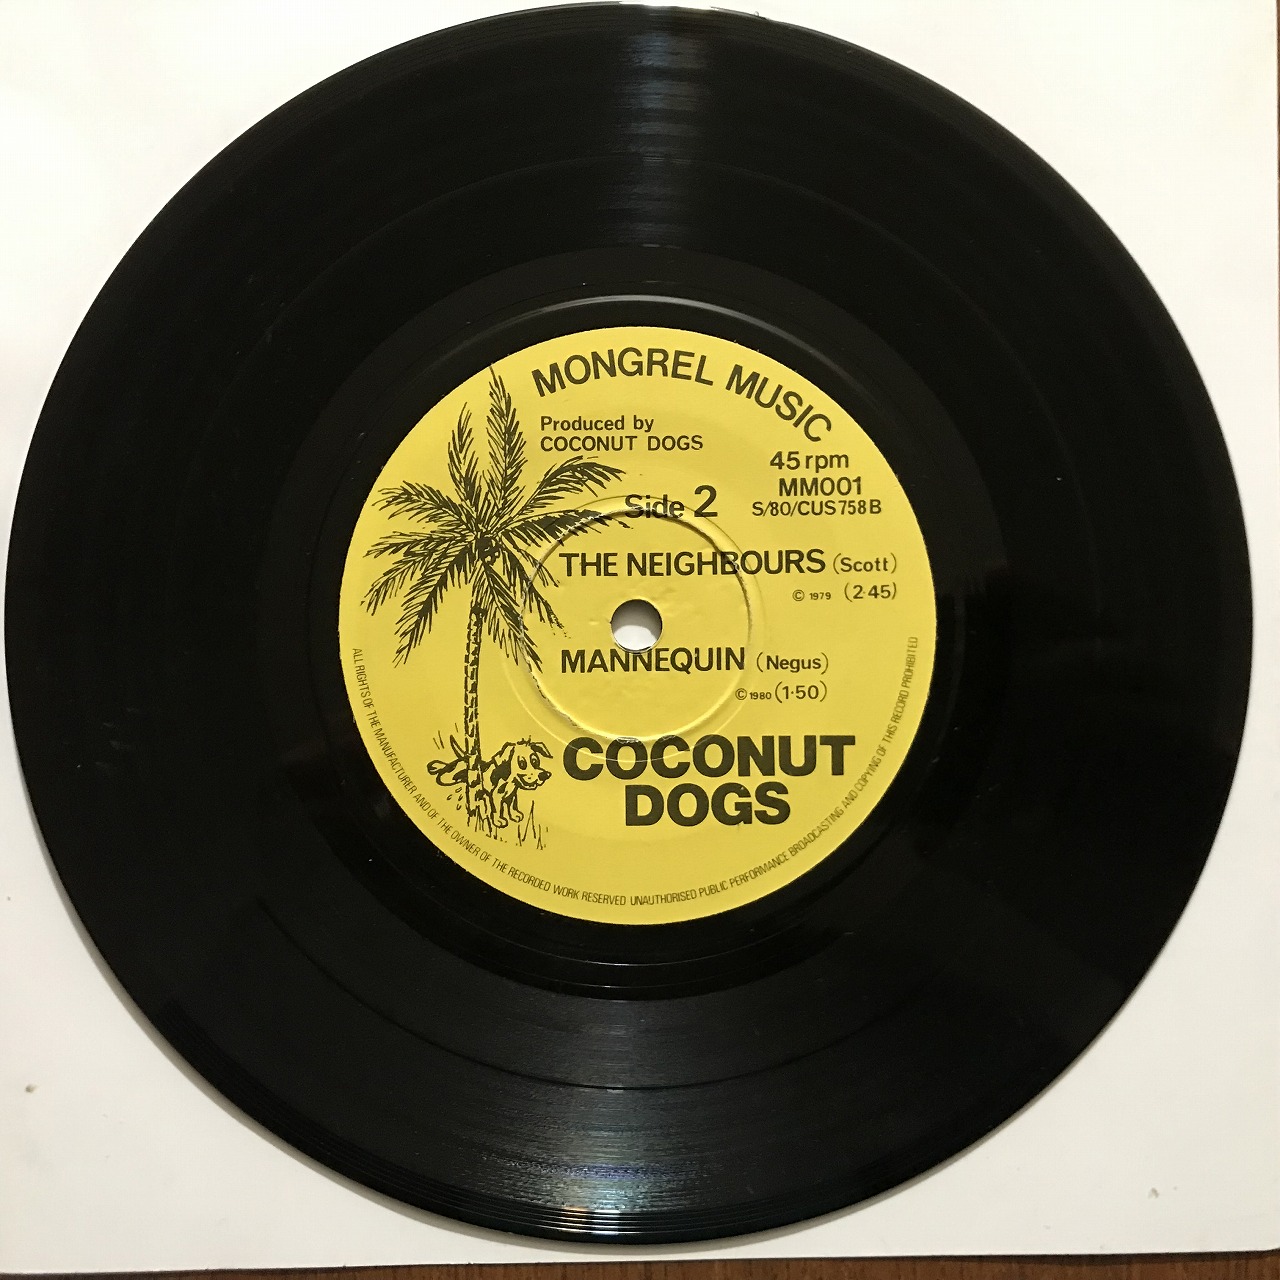 MONGREL MUSIC
Produced by
COCONUT DOGS
45 rpm
MM001
S/80/CUS 758 B
Side 2
THE NEIGHBOURS (Scott)
© 1979 (2·45)
MANNEQUIN (Negus)
© 1980 (1·50)
COCONUT
DOGS
ALL RIGHTS OF THE MANUFACTURER AND OF THE OWNER OF THE RECORDED WORK RESERVED UNAUTHORISED PUBLIC PERFORMANCE BROADCASTING AND COPYING OF THIS RECORD PROHIBITED